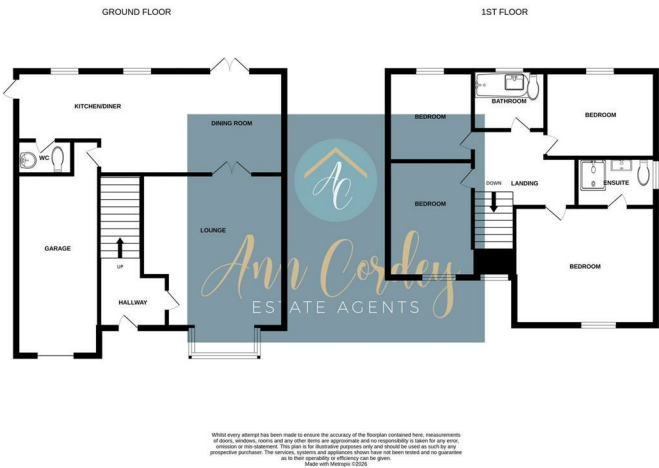 GROUND FLOOR
1ST FLOOR
KITCHEN/DINER
DINING ROOM
WC
GARAGE
UP
LOUNGE
HALLWAY
BEDROOM
BATHROOM
BEDROOM
BEDROOM
DOWN
LANDING
ENSUITE
BEDROOM
AC
Ann Cordey
ESTATE AGENTS
Whilst every attempt has been made to ensure the accuracy of the floorplan contained here, measurements
of doors, windows, rooms and any other items are approximate and no responsibility is taken for any error,
omission or mis-statement. This plan is for illustrative purposes only and should be used as such by any
prospective purchaser. The services, systems and appliances shown have not been tested and no guarantee
as to their operability or efficiency can be given.
Made with Metropix ©2026